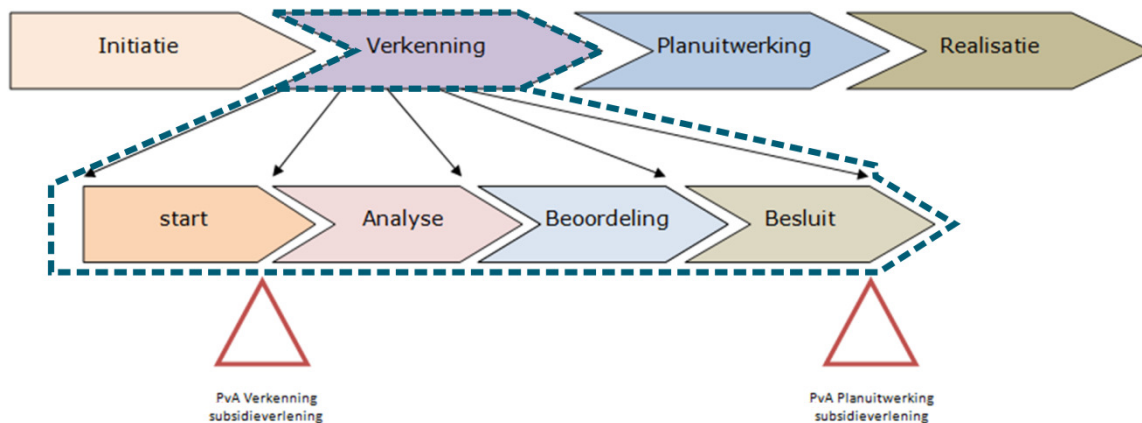 Initiatie
Verkenning
Planuitwerking
Realisatie
start
Analyse
Beoordeling
Besluit
PvA Verkenning
subsidieverlening
PvA Planuitwerking
subsidieverlening